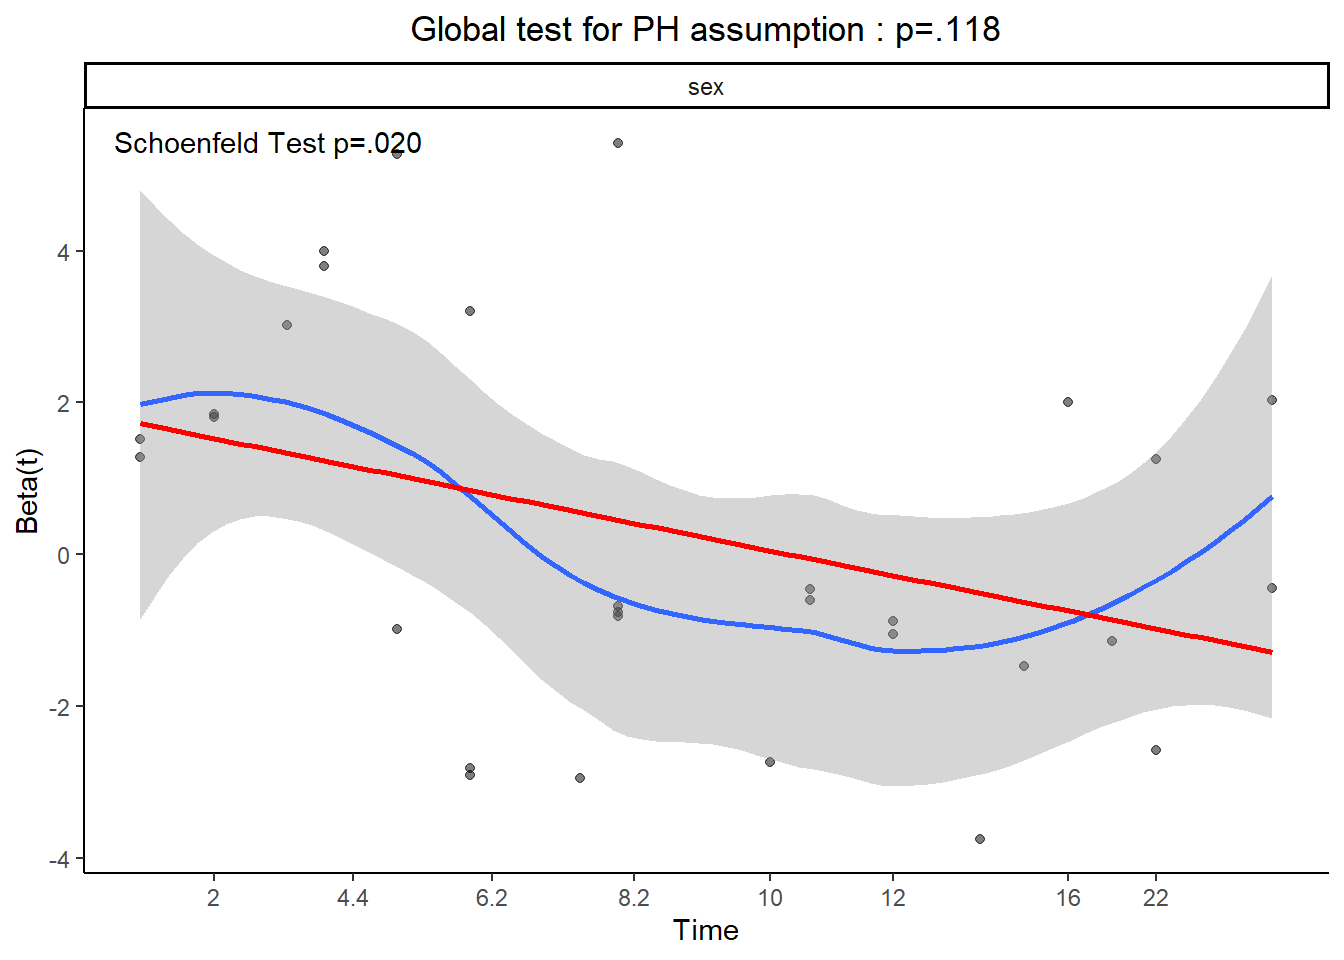 Global test for PH assumption : p=.118
sex
Schoenfeld Test p=.020
4
2
0
-2
-4
Beta(t)
2 4.4 6.2 8.2 10 12 16 22
Time